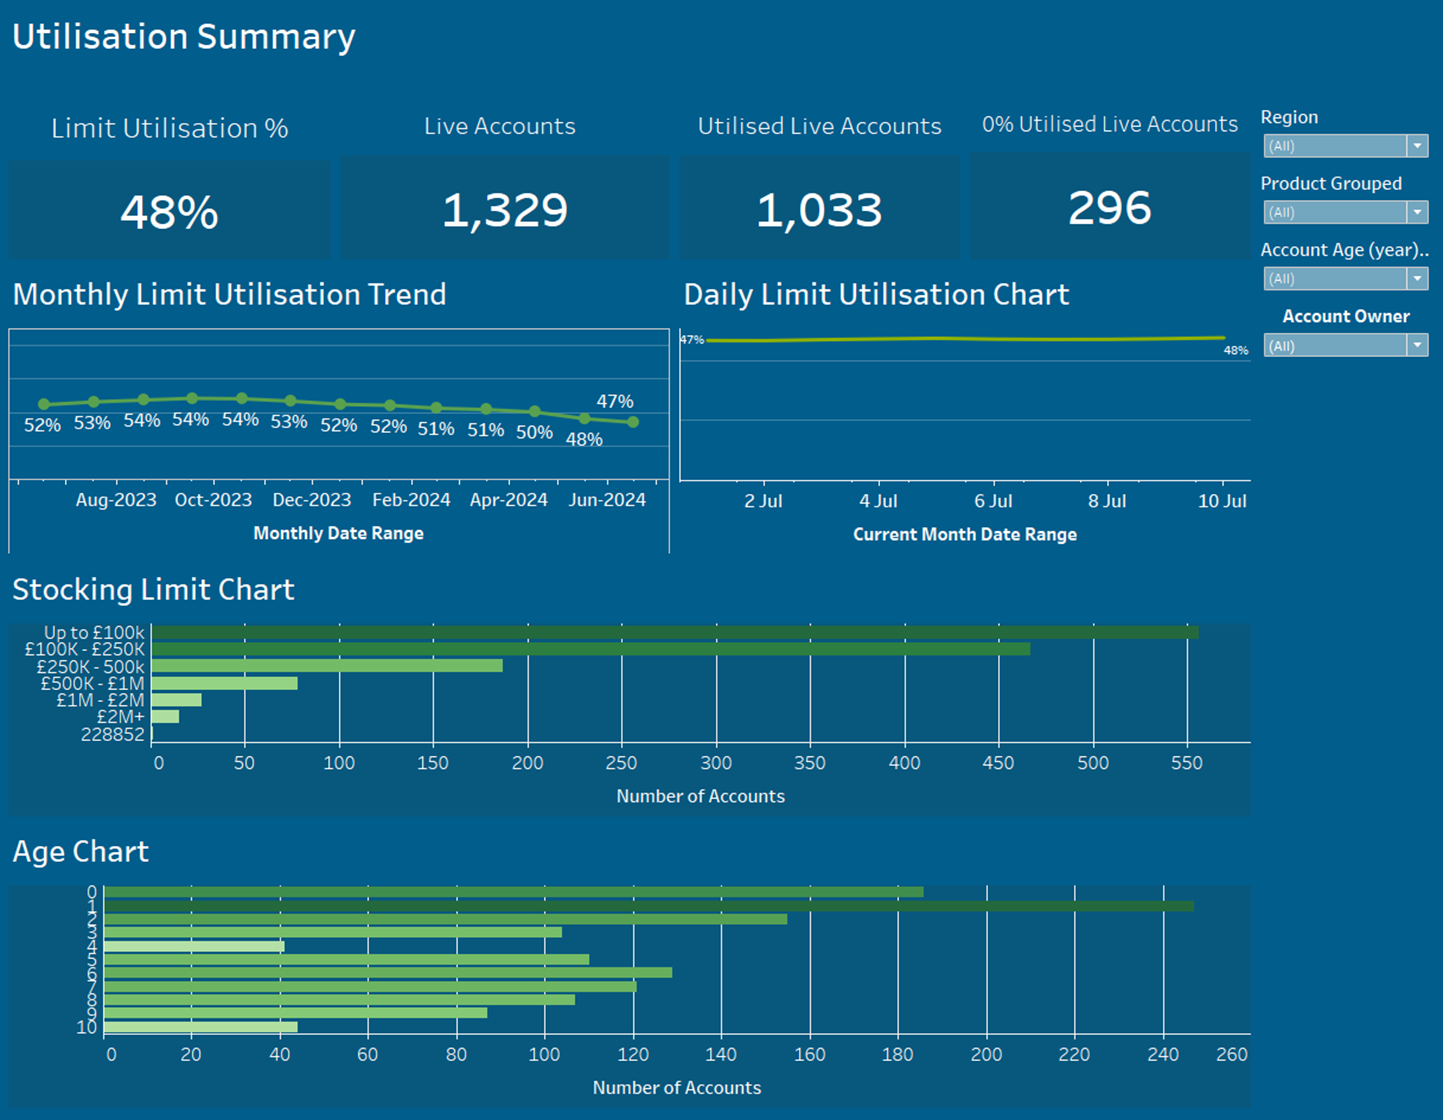 Utilisation Summary
Limit Utilisation %
Live Accounts
Utilised Live Accounts
0% Utilised Live Accounts
48%
1,329
1,033
296
Region
(All)
Product Grouped
(All)
Account Age (year)..
(All)
Account Owner
(All)
Monthly Limit Utilisation Trend
52% 53% 54% 54% 54% 53% 52% 52% 51% 51% 50% 48% 47%
Aug-2023 Oct-2023 Dec-2023 Feb-2024 Apr-2024 Jun-2024
Monthly Date Range
Daily Limit Utilisation Chart
47% 48%
2 Jul 4 Jul 6 Jul 8 Jul 10 Jul
Current Month Date Range
Stocking Limit Chart
Up to £100k
£100K - £250K
£250K - 500k
£500K - £1M
£1M - £2M
£2M+
228852
0 50 100 150 200 250 300 350 400 450 500 550
Number of Accounts
Age Chart
0
1
2
3
4
5
6
7
8
9
10
0 20 40 60 80 100 120 140 160 180 200 220 240 260
Number of Accounts